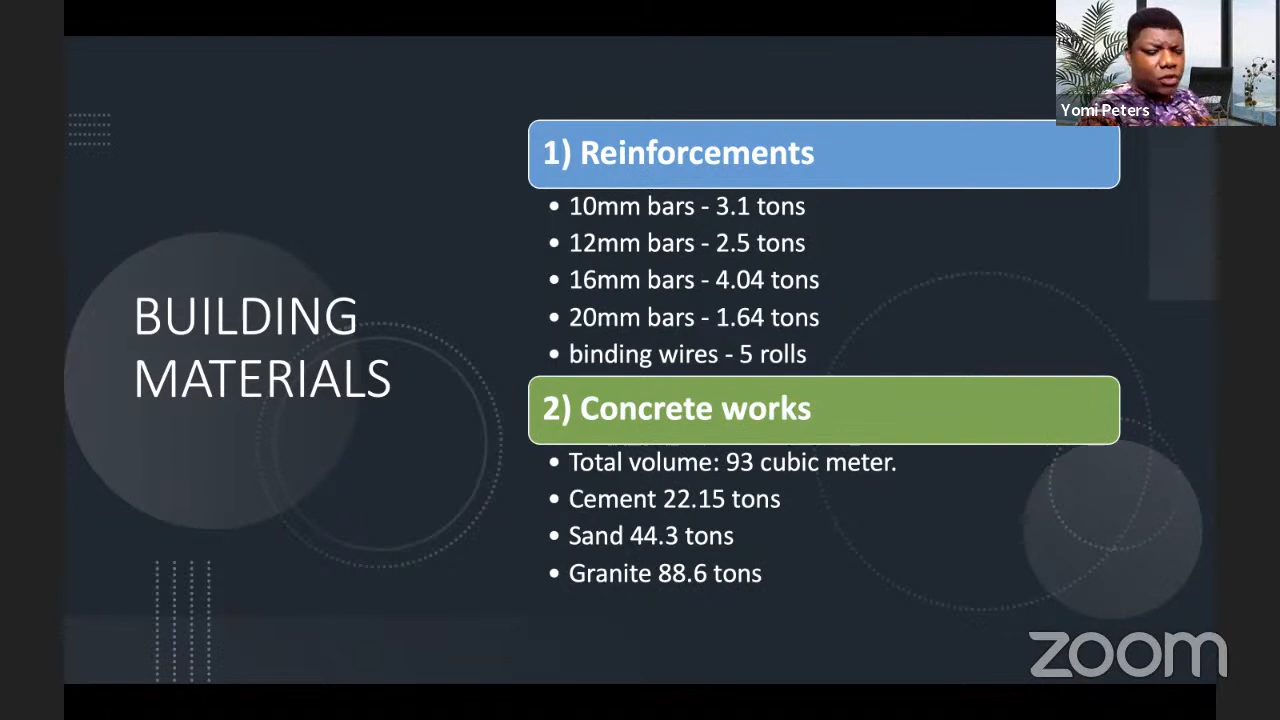 Yomi Peters
BUILDING
MATERIALS
1) Reinforcements
• 10mm bars - 3.1 tons
• 12mm bars - 2.5 tons
• 16mm bars - 4.04 tons
• 20mm bars - 1.64 tons
• binding wires - 5 rolls
2) Concrete works
• Total volume: 93 cubic meter.
• Cement 22.15 tons
• Sand 44.3 tons
• Granite 88.6 tons
zoom